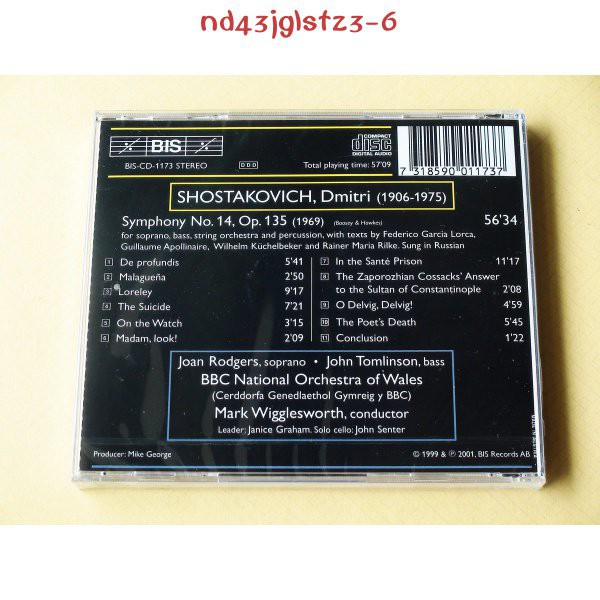 nd43jglstz3-6
BIS
COMPACT
disc
DIGITAL AUDIO
BIS-CD-1173 STEREO
DDD
Total playing time: 57'09
7 318590 011737
SHOSTAKOVICH, Dmitri (1906-1975)
Symphony No. 14, Op. 135 (1969) (Boosey & Hawkes) 56'34
for soprano, bass, string orchestra and percussion, with texts by Federico García Lorca,
Guillaume Apollinaire, Wilhelm Küchelbeker and Rainer Maria Rilke. Sung in Russian
1 De profundis 5'41
2 Malagueña 2'50
3 Loreley 9'17
4 The Suicide 7'21
5 On the Watch 3'15
6 Madam, look! 2'09
7 In the Santé Prison 11'17
8 The Zaporozhian Cossacks' Answer
to the Sultan of Constantinople 2'08
9 O Delvig, Delvig! 4'59
10 The Poet's Death 5'45
11 Conclusion 1'22
Joan Rodgers, soprano • John Tomlinson, bass
BBC National Orchestra of Wales
(Cerddorfa Genedlaethol Gymreig y BBC)
Mark Wigglesworth, conductor
Leader: Janice Graham. Solo cello: John Senter
Producer: Mike George
© 1999 & ℗ 2001, BIS Records AB